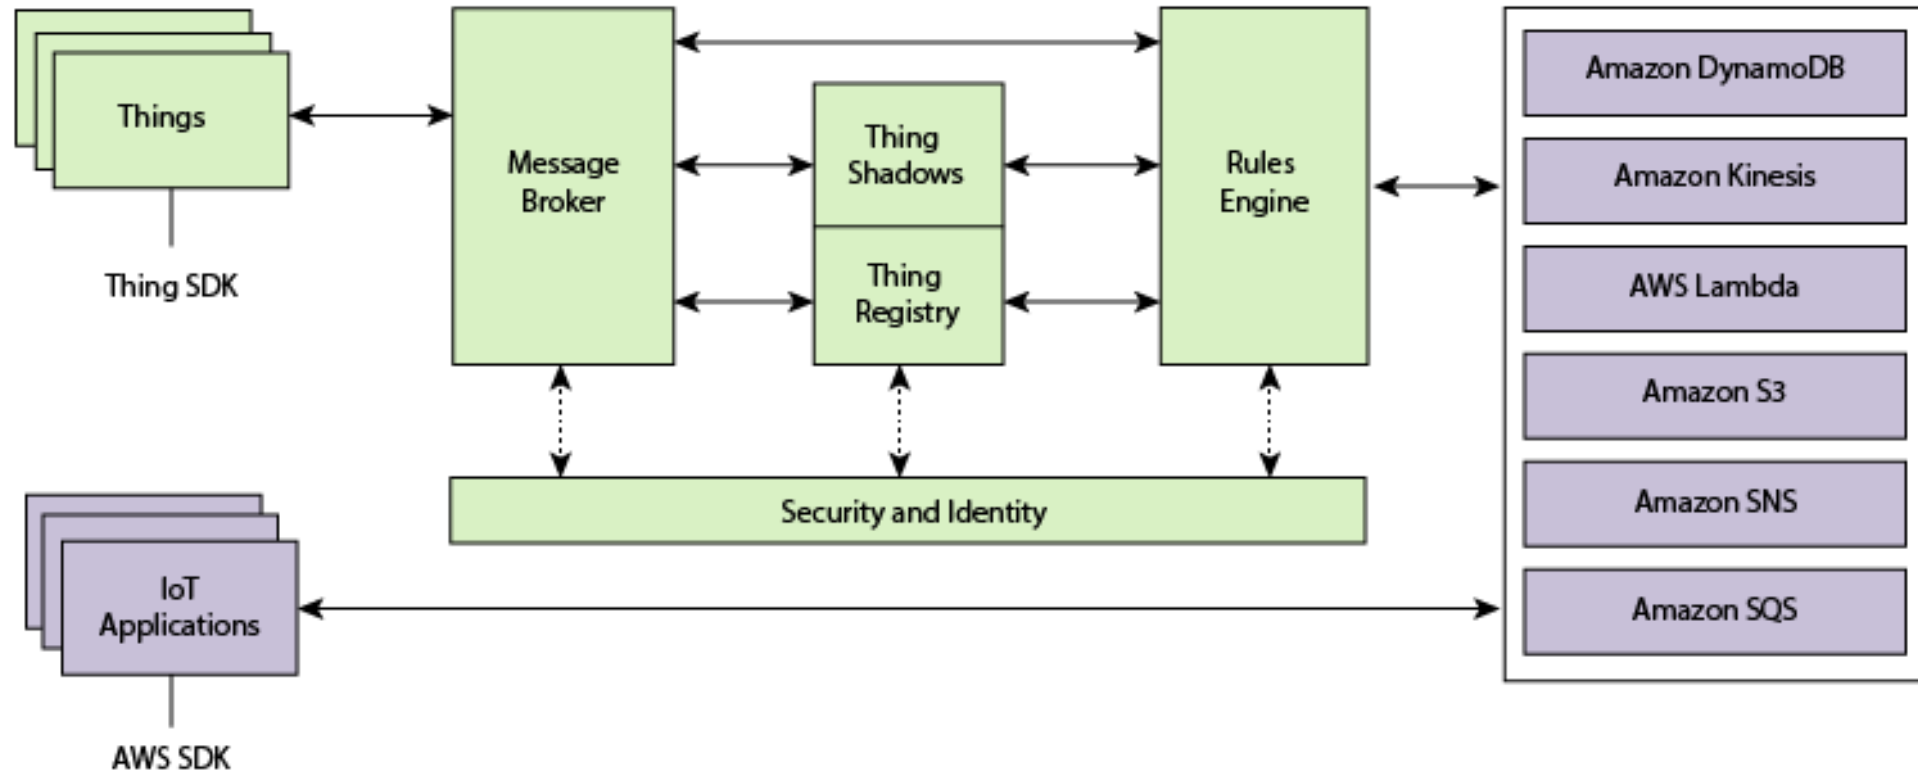 Things
Thing SDK
Message
Broker
Thing
Shadows
Thing
Registry
Rules
Engine
Security and Identity
IoT
Applications
AWS SDK
Amazon DynamoDB
Amazon Kinesis
AWS Lambda
Amazon S3
Amazon SNS
Amazon SQS